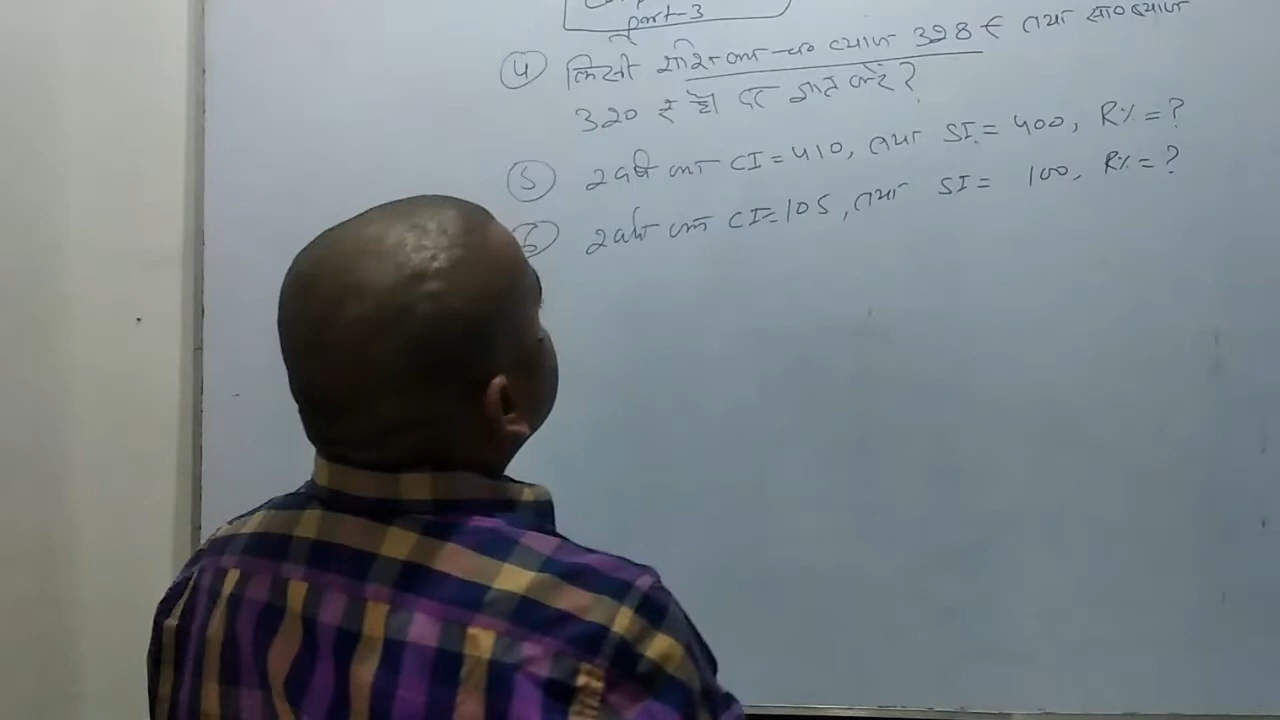 part-3
④ किसी राशि का च० ब्याज 328 ₹ तथा सा० ब्याज
320 ₹ है। दर ज्ञात करें?
⑤ 2 वर्ष का CI = 410, तथा SI = 400, R% = ?
⑥ 2 वर्ष का CI = 105, तथा SI = 100, R% = ?